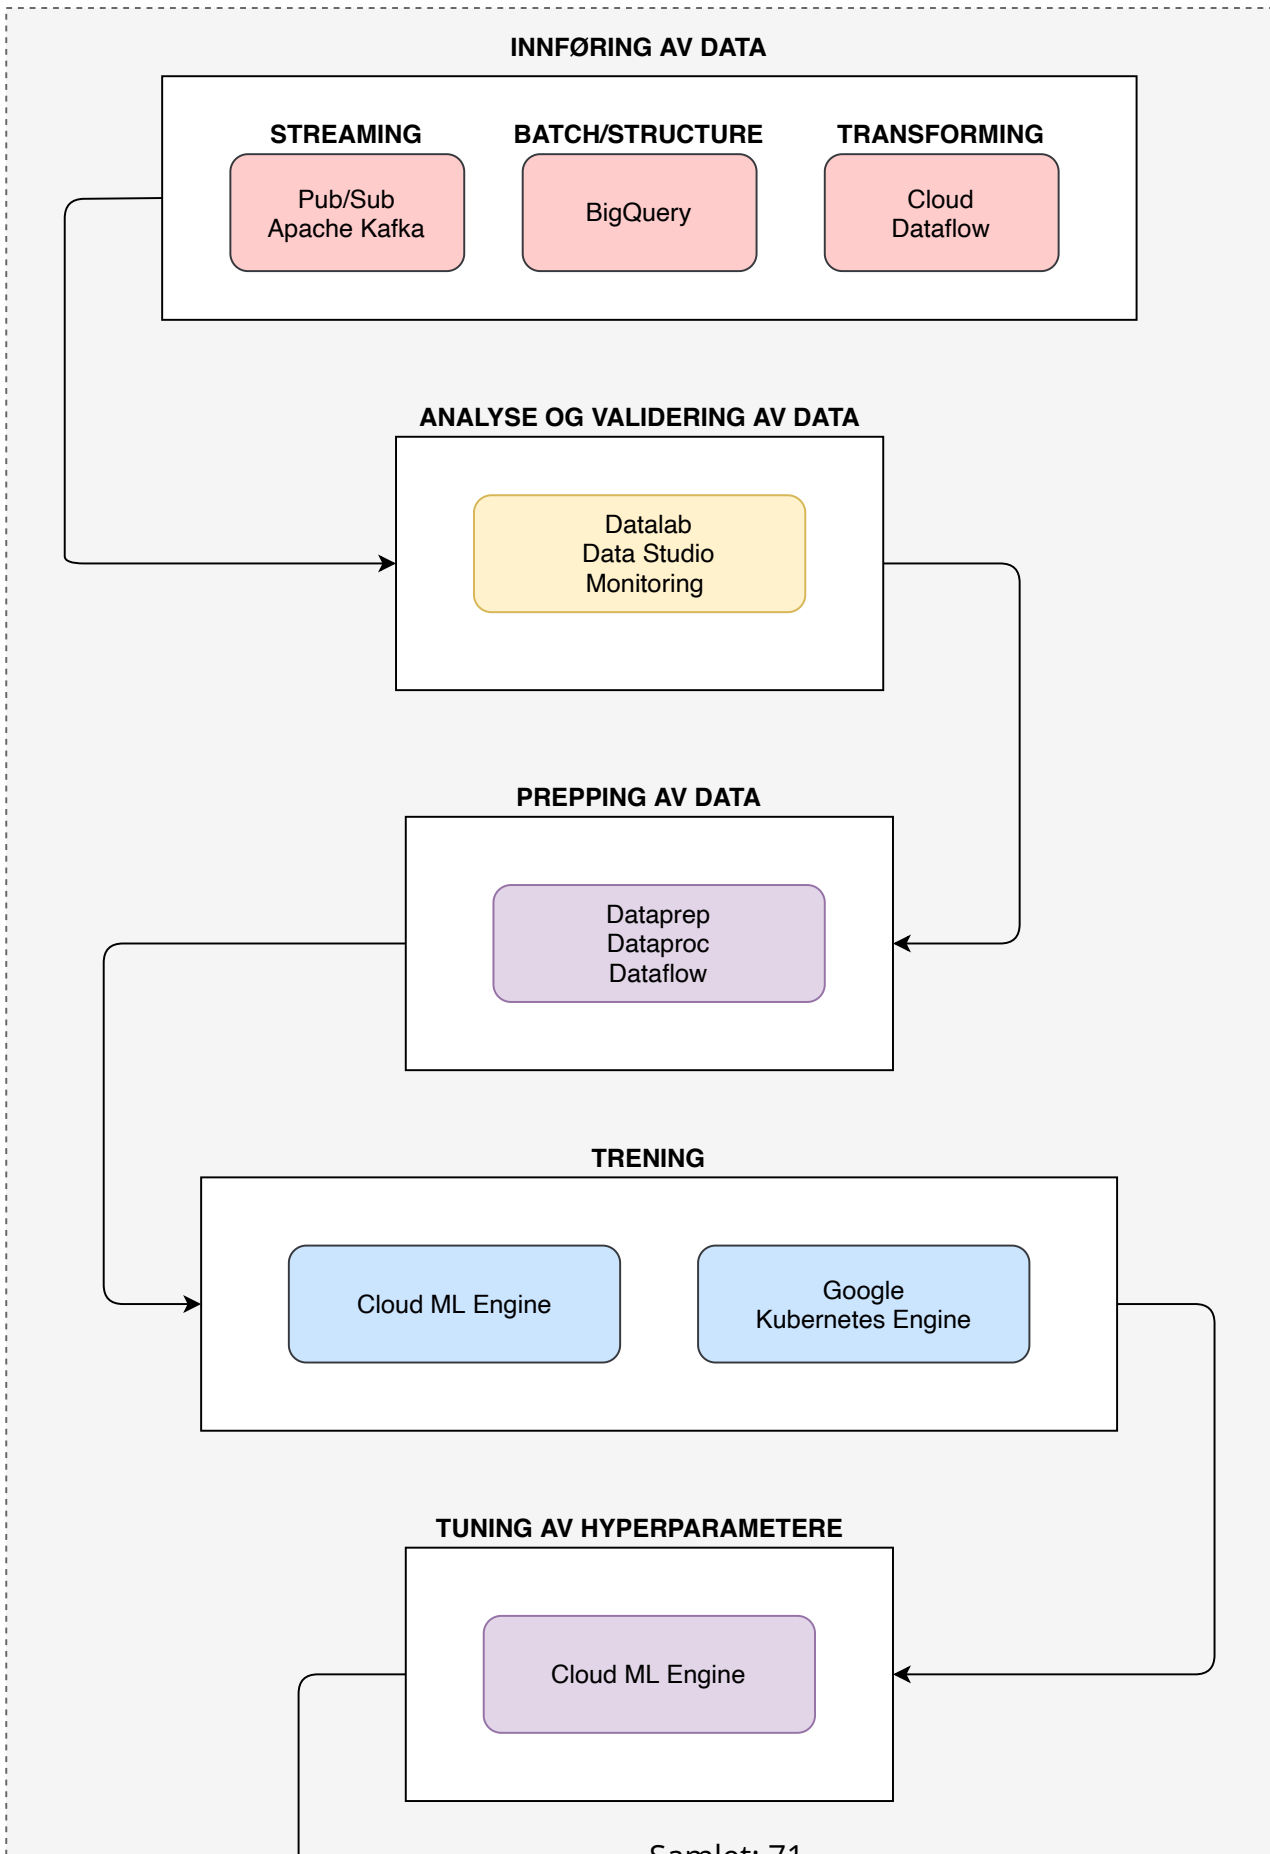 INNFØRING AV DATA
STREAMING
BATCH/STRUCTURE
TRANSFORMING
Pub/Sub
Apache Kafka
BigQuery
Cloud
Dataflow
ANALYSE OG VALIDERING AV DATA
Datalab
Data Studio
Monitoring
PREPPING AV DATA
Dataprep
Dataproc
Dataflow
TRENING
Cloud ML Engine
Google
Kubernetes Engine
TUNING AV HYPERPARAMETERE
Cloud ML Engine
Samlet: 71